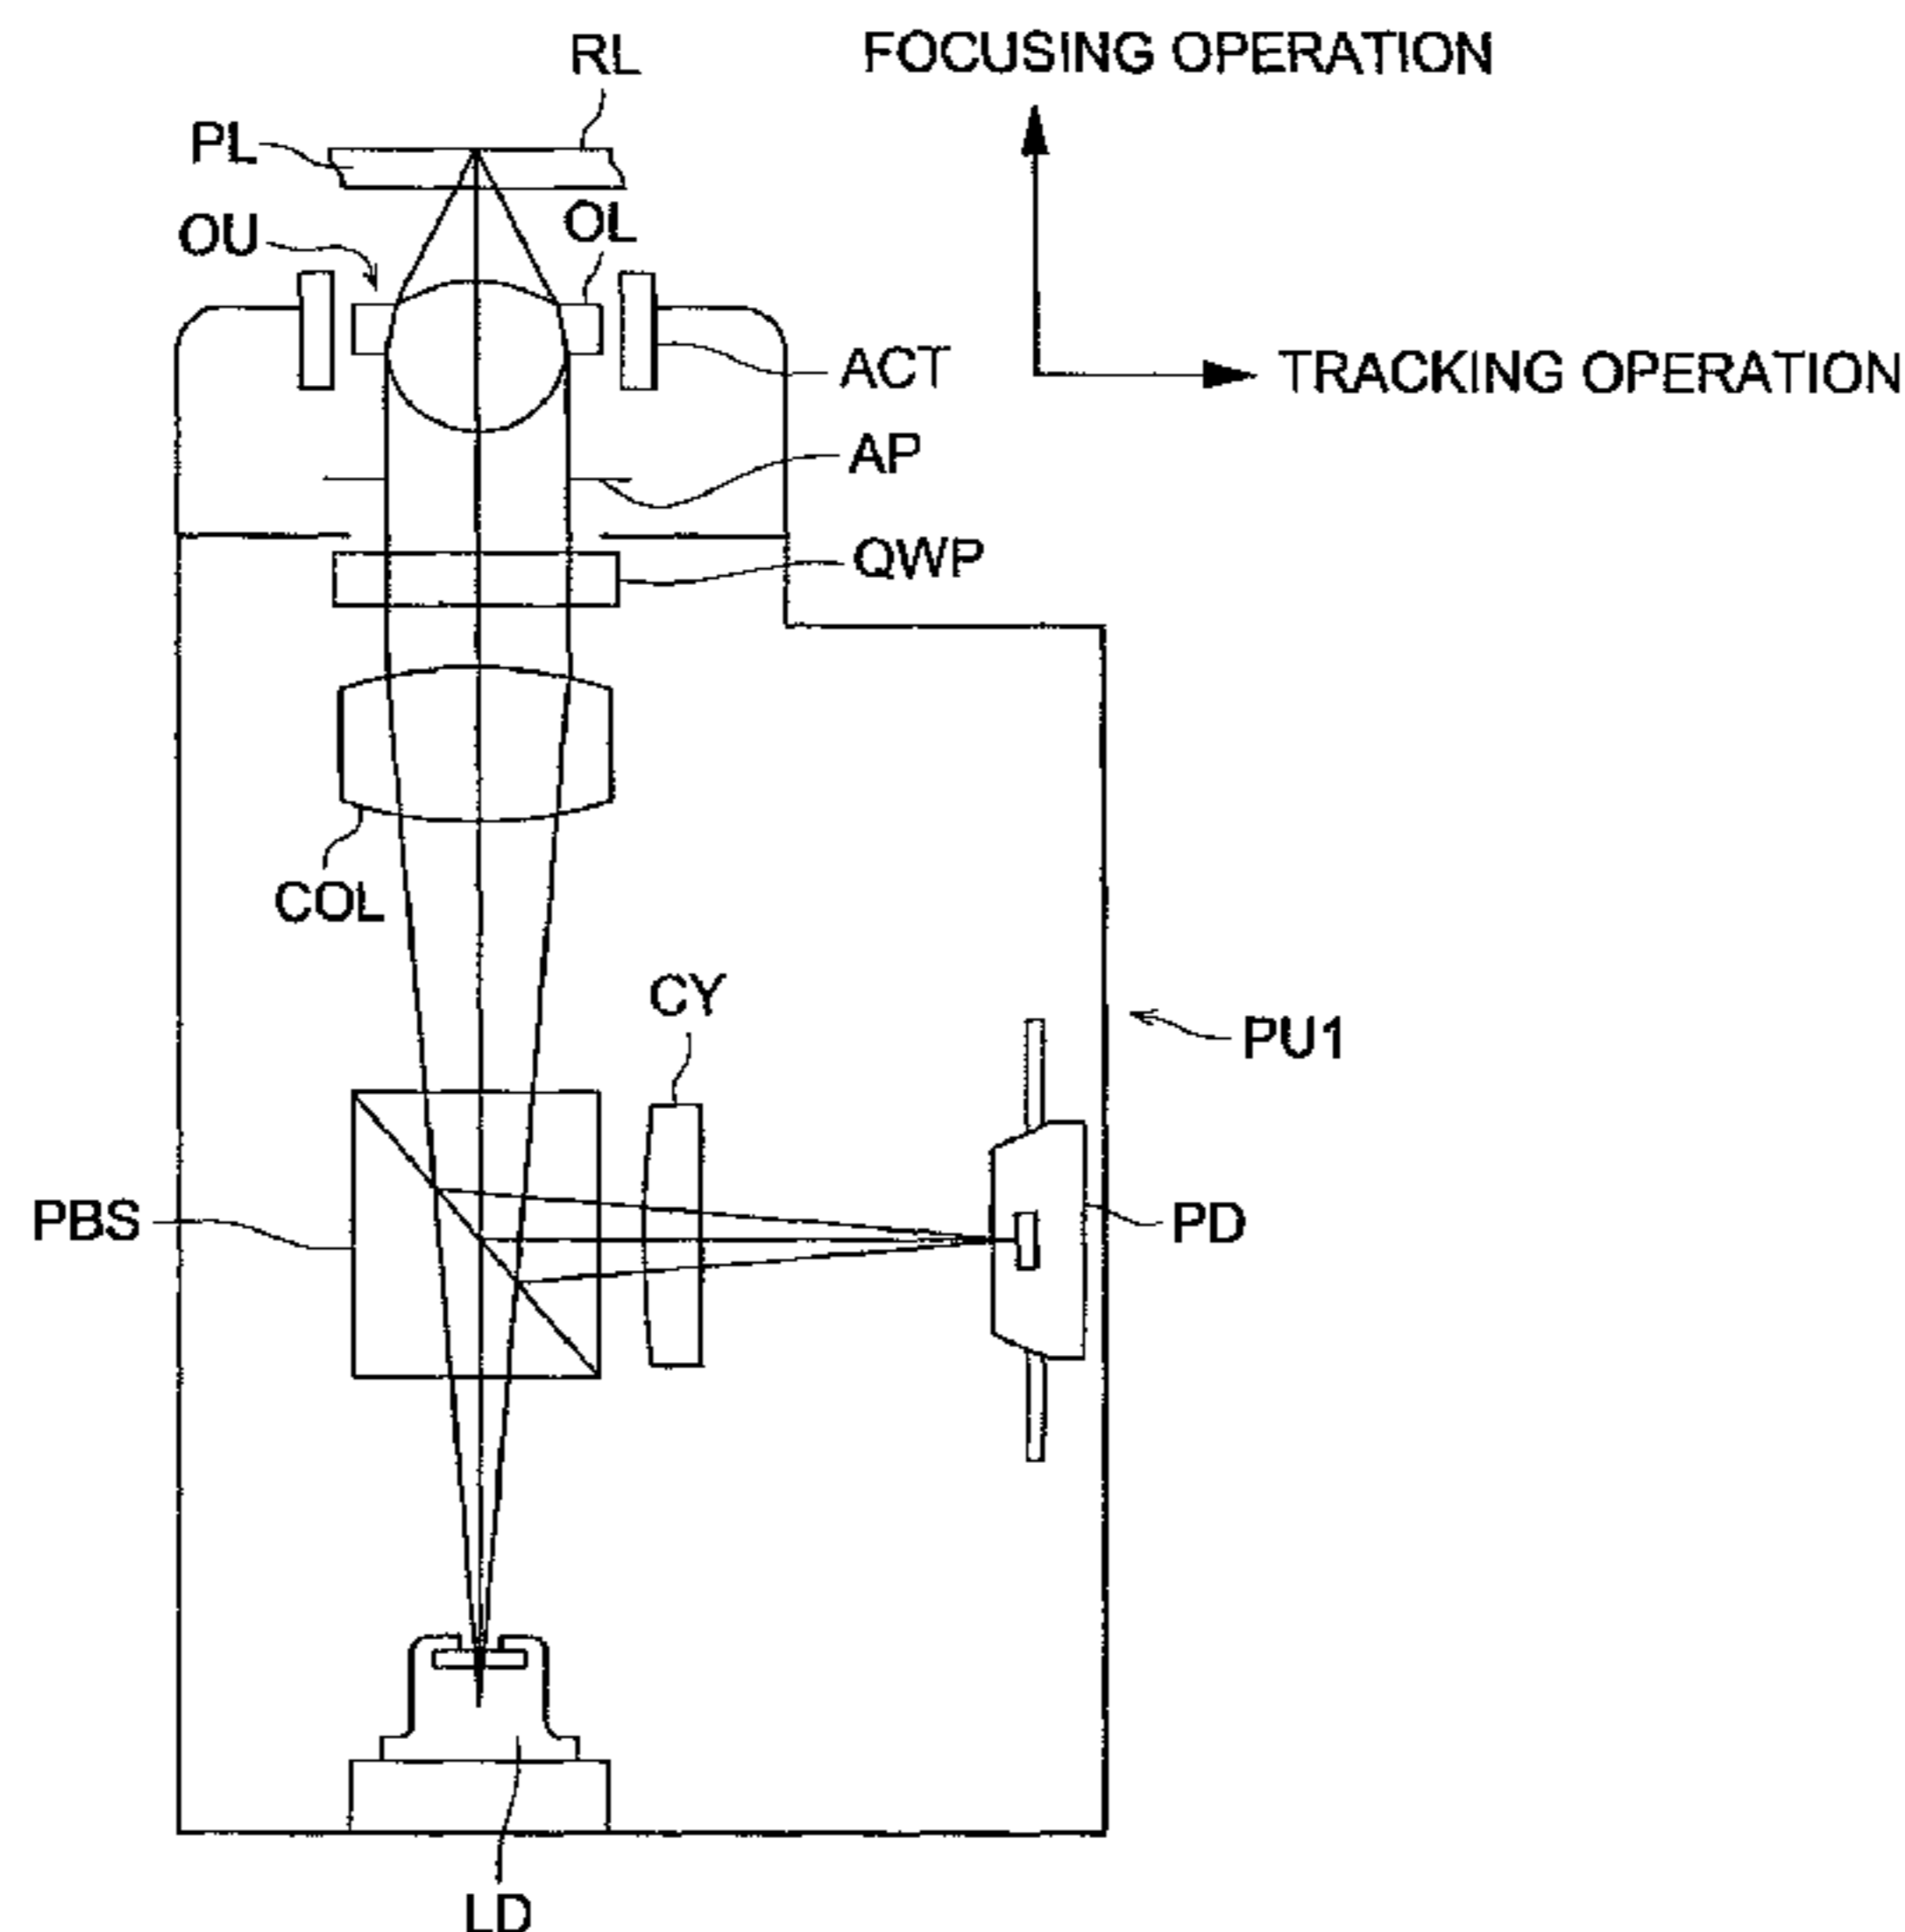 RL
FOCUSING OPERATION
PL
OU
OL
ACT
TRACKING OPERATION
AP
QWP
COL
CY
PU1
PBS
PD
LD